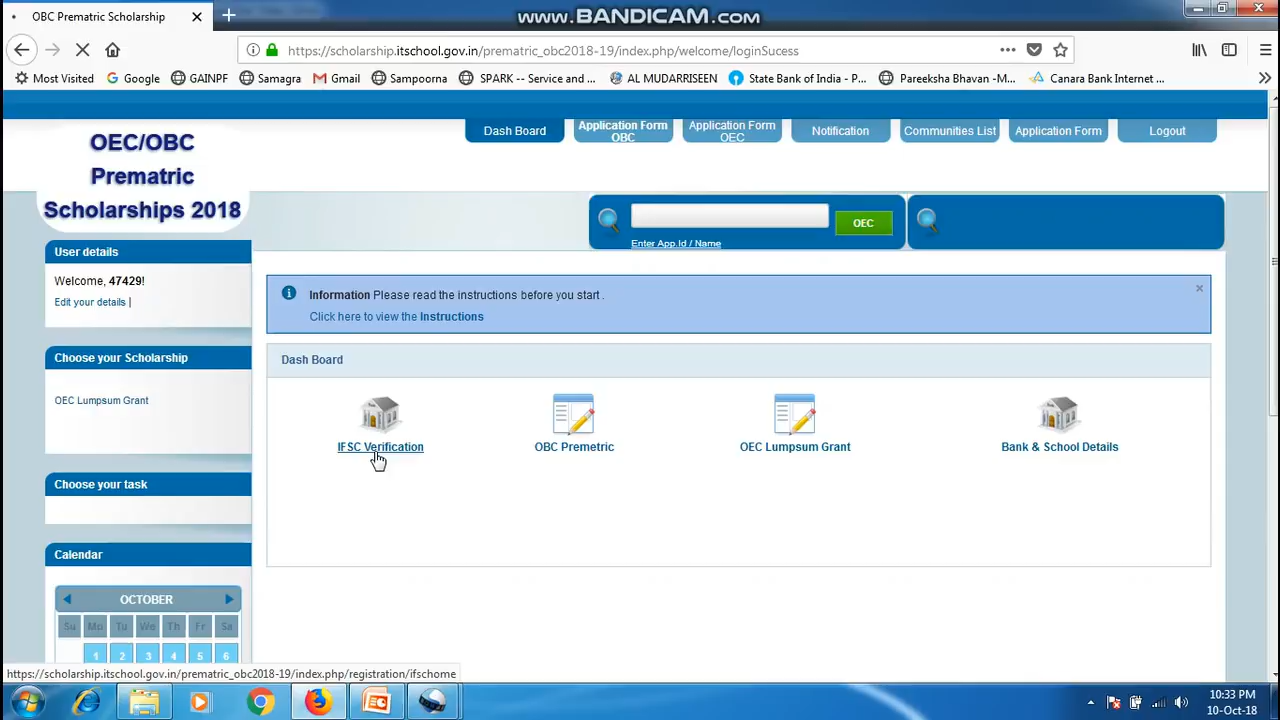 OBC Prematric Scholarship
www.BANDICAM.com
https://scholarship.itschool.gov.in/prematric_obc2018-19/index.php/welcome/loginSucess
Most Visited Google GAINPF Samagra Gmail Sampoorna SPARK -- Service and ... AL MUDARRISEEN State Bank of India - P... Pareeksha Bhavan -M... Canara Bank Internet ...
OEC/OBC
Prematric
Scholarships 2018
Dash Board
Application Form
OBC
Application Form
OEC
Notification
Communities List
Application Form
Logout
OEC
Enter App.Id / Name
User details
Welcome, 47429!
Edit your details |
Choose your Scholarship
OEC Lumpsum Grant
Choose your task
Calendar
OCTOBER
Su Mo Tu We Th Fr Sa
1 2 3 4 5 6
Information Please read the instructions before you start .
Click here to view the Instructions
Dash Board
IFSC Verification
OBC Premetric
OEC Lumpsum Grant
Bank & School Details
https://scholarship.itschool.gov.in/prematric_obc2018-19/index.php/registration/ifschome
10:33 PM
10-Oct-18